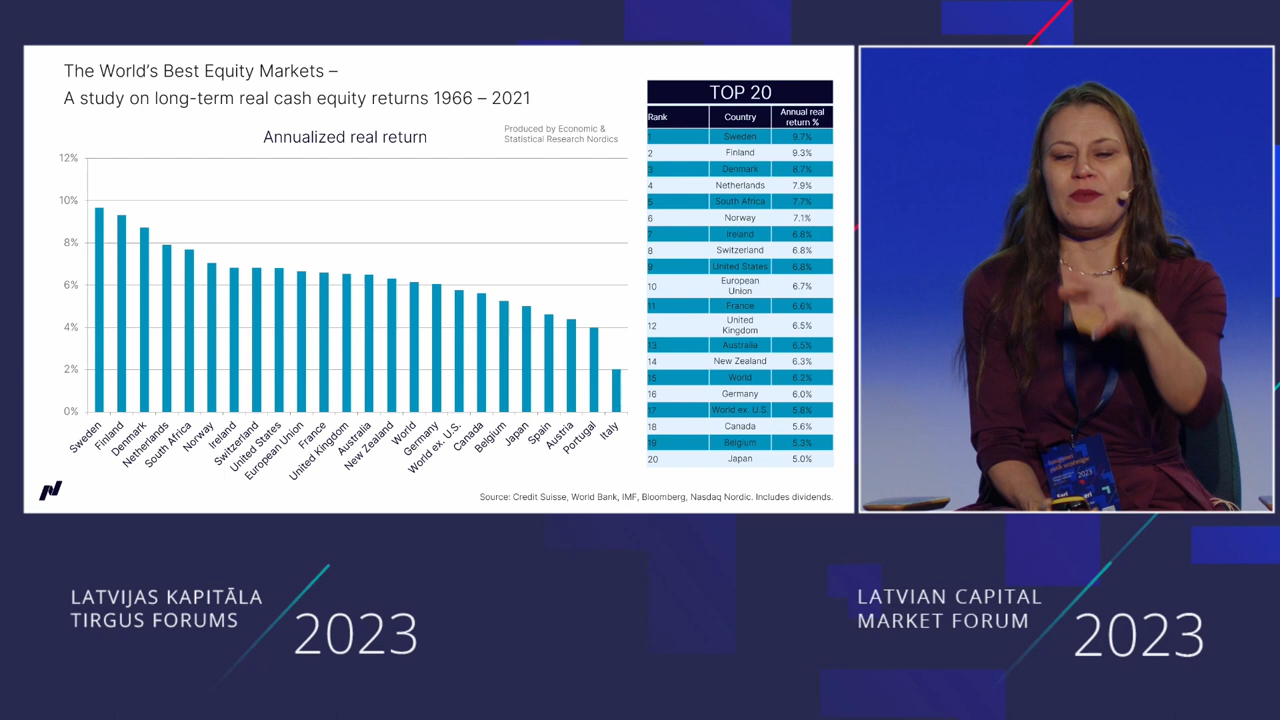 The World's Best Equity Markets –
A study on long-term real cash equity returns 1966 – 2021
Annualized real return
Produced by Economic &
Statistical Research Nordics
12%
10%
8%
6%
4%
2%
0%
Sweden
Finland
Denmark
Netherlands
South Africa
Norway
Ireland
Switzerland
United States
European Union
France
United Kingdom
Australia
New Zealand
World
Germany
World ex. U.S.
Canada
Belgium
Japan
Spain
Austria
Portugal
Italy
TOP 20
Rank Country Annual real return %
1 Sweden 9.7%
2 Finland 9.3%
3 Denmark 8.7%
4 Netherlands 7.9%
5 South Africa 7.7%
6 Norway 7.1%
7 Ireland 6.8%
8 Switzerland 6.8%
9 United States 6.8%
10 European Union 6.7%
11 France 6.6%
12 United Kingdom 6.5%
13 Australia 6.5%
14 New Zealand 6.3%
15 World 6.2%
16 Germany 6.0%
17 World ex. U.S. 5.8%
18 Canada 5.6%
19 Belgium 5.3%
20 Japan 5.0%
Source: Credit Suisse, World Bank, IMF, Bloomberg, Nasdaq Nordic. Includes dividends.
2023
LATVIJAS KAPITĀLA
TIRGUS FORUMS
2023
LATVIAN CAPITAL
MARKET FORUM
2023